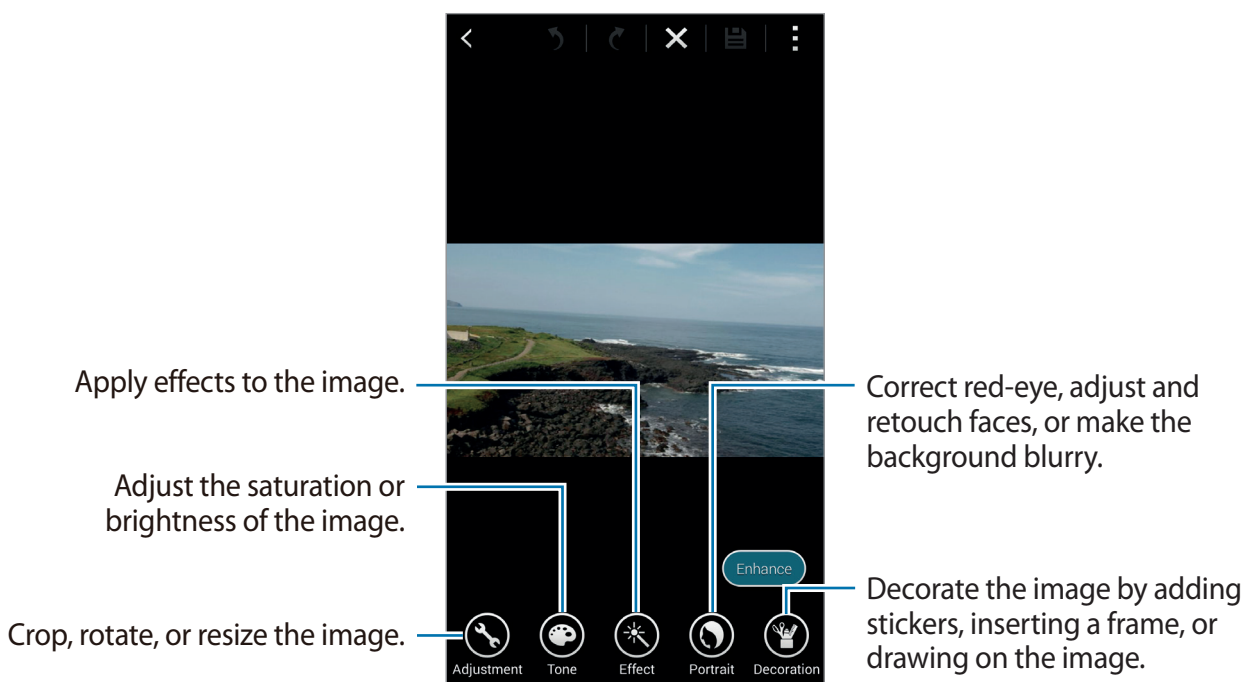 Apply effects to the image.
Adjust the saturation or
brightness of the image.
Crop, rotate, or resize the image.
Correct red-eye, adjust and
retouch faces, or make the
background blurry.
Enhance
Decorate the image by adding
stickers, inserting a frame, or
drawing on the image.
Adjustment
Tone
Effect
Portrait
Decoration